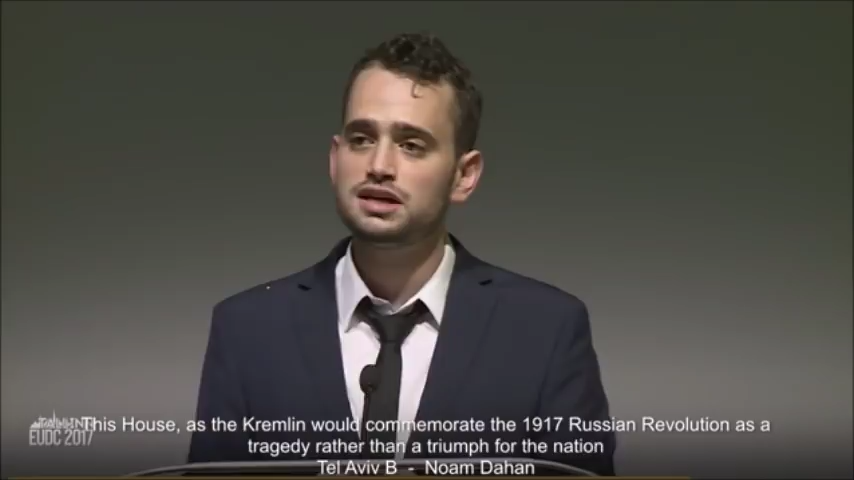 This House, as the Kremlin would commemorate the 1917 Russian Revolution as a
tragedy rather than a triumph for the nation
Tel Aviv B - Noam Dahan
EUDC 2017